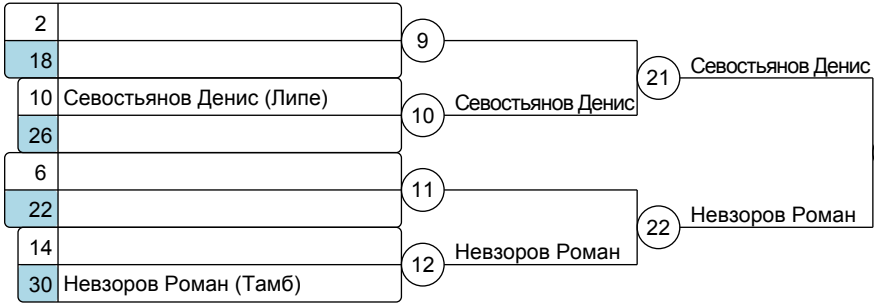 2
9
18
21
Севостьянов Денис
10 Севостьянов Денис (Липе)
10
Севостьянов Денис
26
6
11
22
22
Невзоров Роман
14
12
Невзоров Роман
30 Невзоров Роман (Тамб)